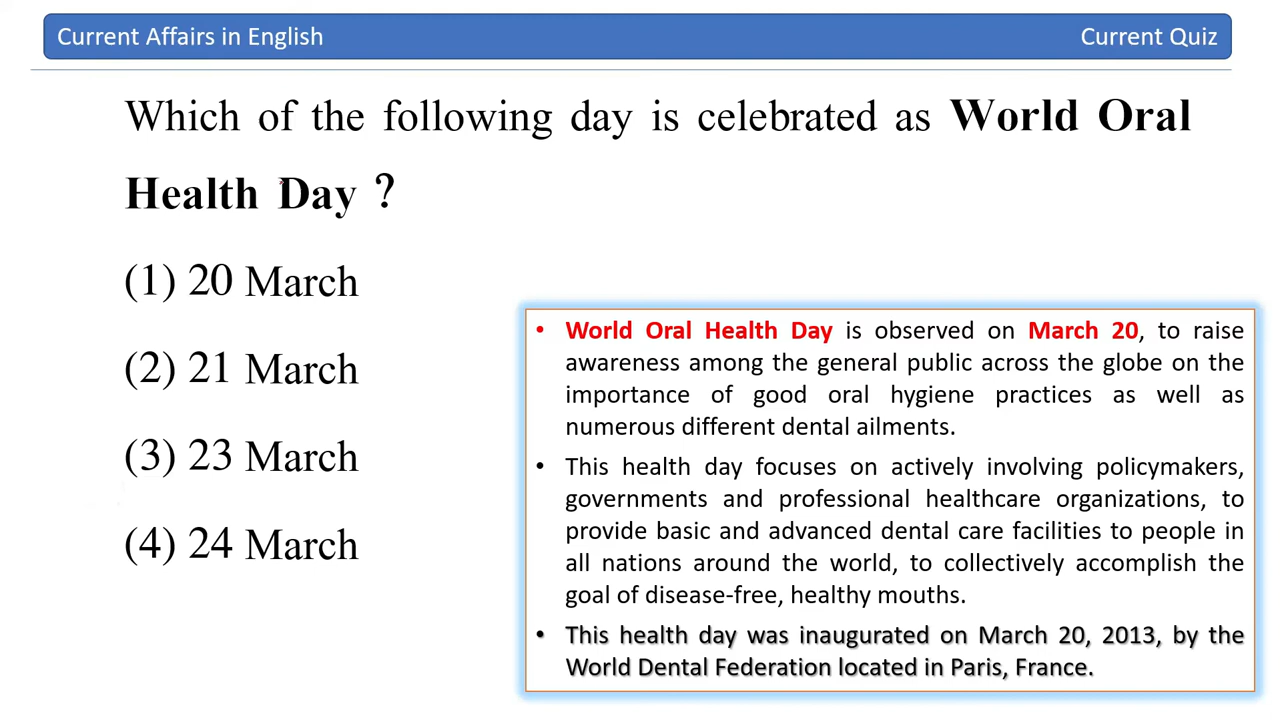 Current Affairs in English
Current Quiz
Which of the following day is celebrated as World Oral
Health Day ?
(1) 20 March
(2) 21 March
(3) 23 March
(4) 24 March
• World Oral Health Day is observed on March 20, to raise
awareness among the general public across the globe on the
importance of good oral hygiene practices as well as
numerous different dental ailments.
• This health day focuses on actively involving policymakers,
governments and professional healthcare organizations, to
provide basic and advanced dental care facilities to people in
all nations around the world, to collectively accomplish the
goal of disease-free, healthy mouths.
• This health day was inaugurated on March 20, 2013, by the
World Dental Federation located in Paris, France.